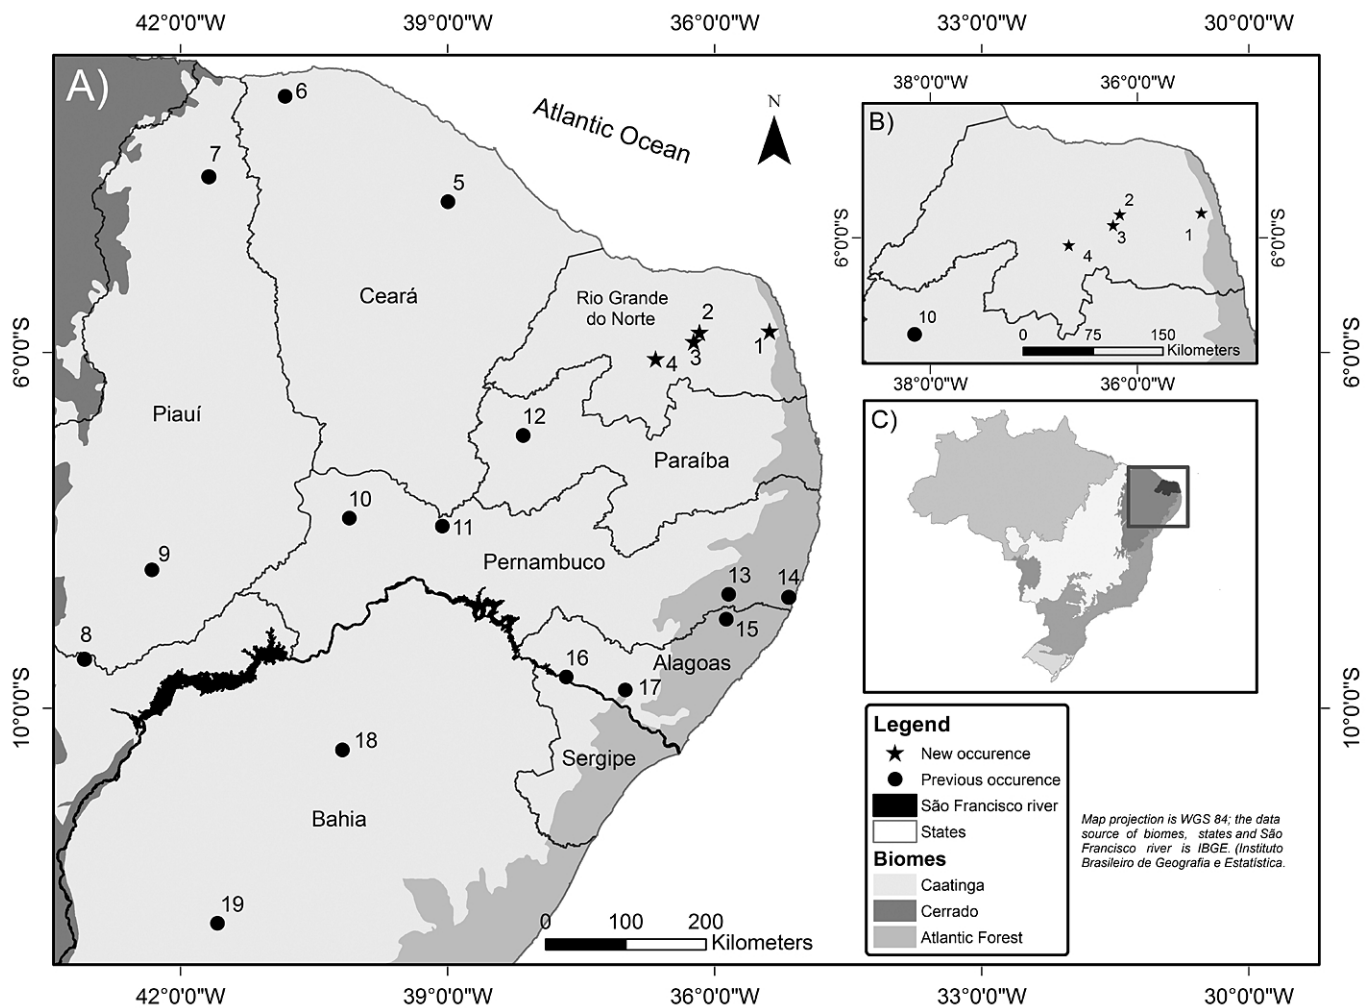 42°0'0"W
39°0'0"W
36°0'0"W
33°0'0"W
30°0'0"W
A)
Atlantic Ocean
N
6
7
5
Ceará
Rio Grande
do Norte
2
1
3
4
6°0'0"S
Piauí
12
Paraíba
10
11
9
Pernambuco
13
14
15
8
Alagoas
16
17
10°0'0"S
18
Sergipe
Bahia
19
0
100
200
Kilometers
42°0'0"W
39°0'0"W
36°0'0"W
33°0'0"W
30°0'0"W
38°0'0"W
36°0'0"W
B)
2
1
3
4
6°0'0"S
6°0'0"S
10
0
75
150
Kilometers
38°0'0"W
36°0'0"W
6°0'0"S
C)
10°0'0"S
Legend
New occurence
Previous occurence
São Francisco river
States
Biomes
Caatinga
Cerrado
Atlantic Forest
Map projection is WGS 84; the data
source of biomes, states and São
Francisco river is IBGE. (Instituto
Brasileiro de Geografia e Estatística.